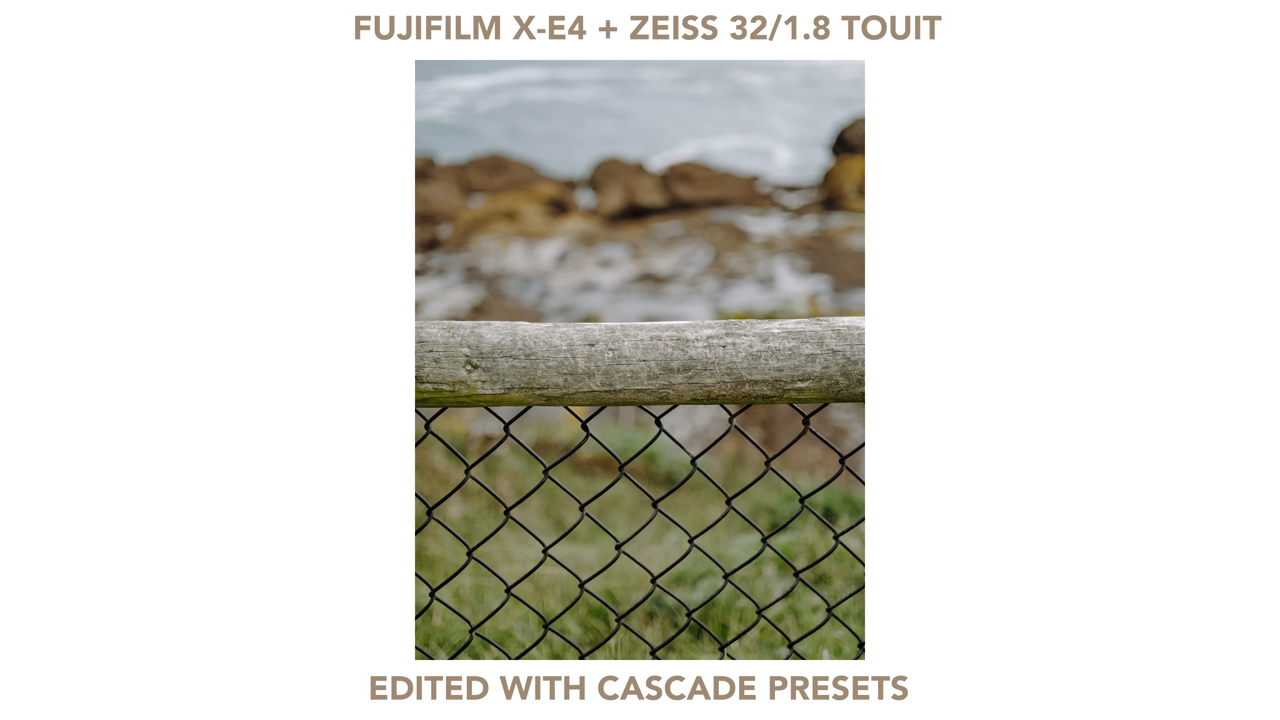 FUJIFILM X-E4 + ZEISS 32/1.8 TOUIT
EDITED WITH CASCADE PRESETS